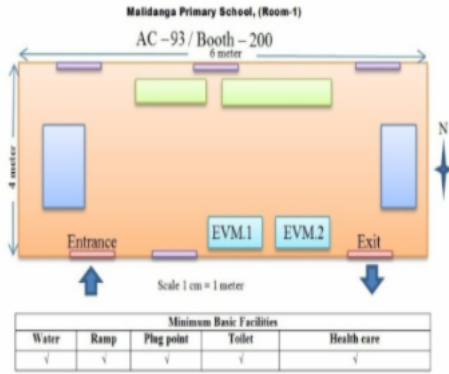 Malidanga Primary School, (Room-1)
AC -93 / Booth - 200
6 meter
4 meter
N
EVM.1 EVM.2
Entrance Exit
Scale 1 cm = 1 meter
Minimum Basic Facilities
Water Ramp Plug point Toilet Health care
√ √ √ √ √